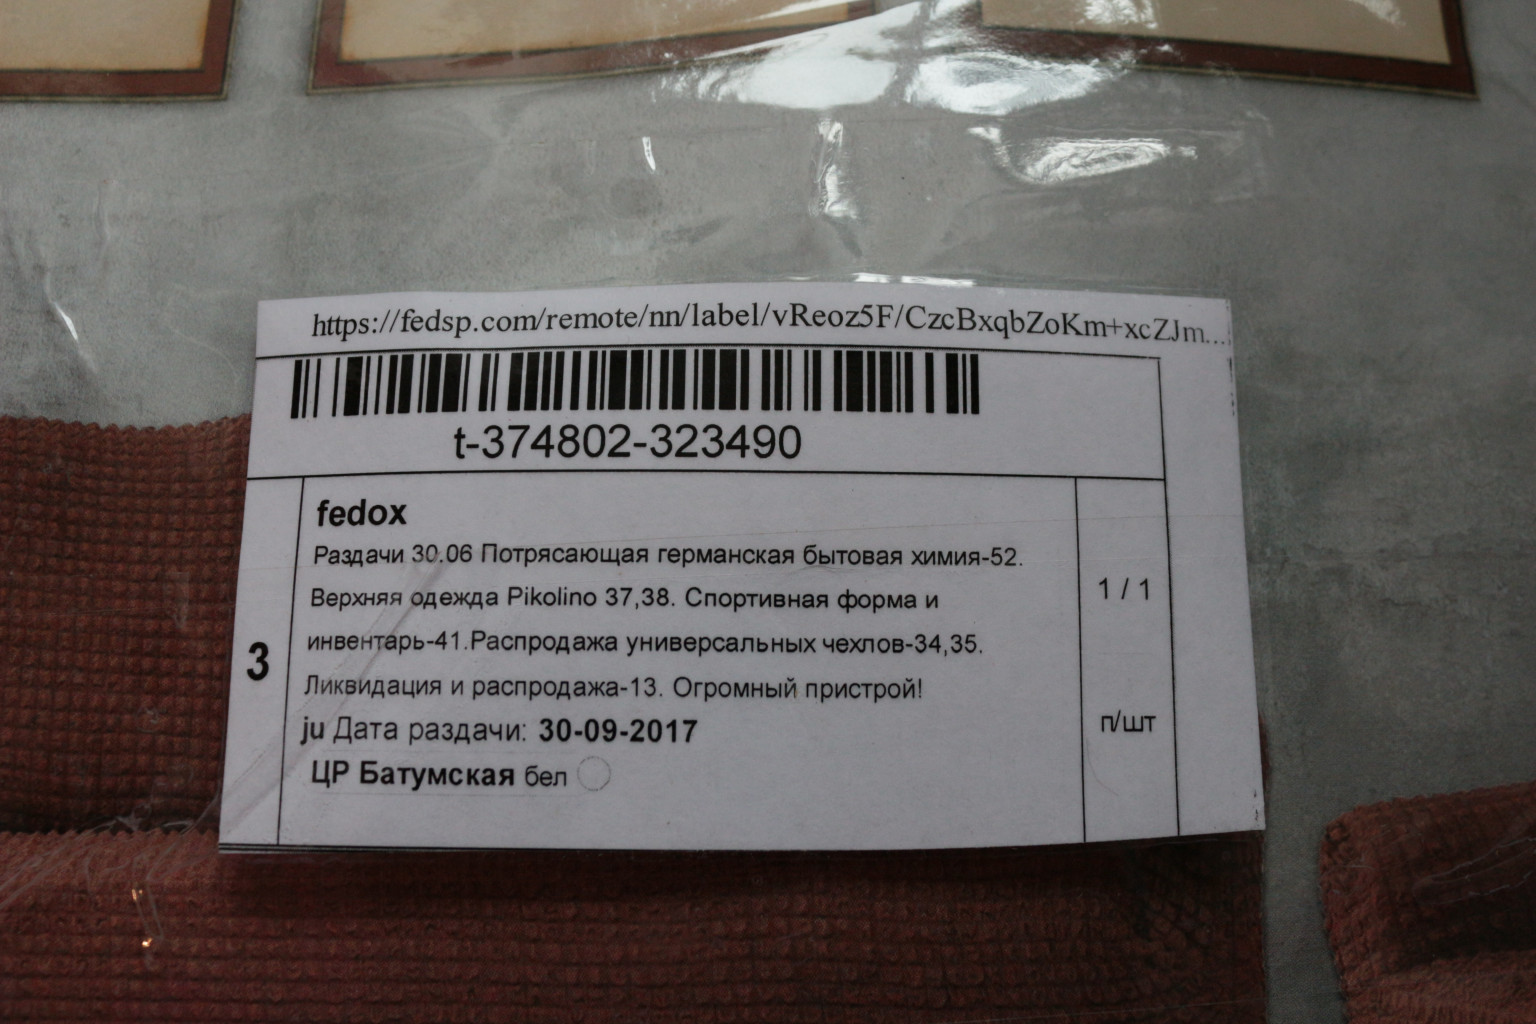 https://fedsp.com/remote/nn/label/vReoz5F/CzcBxqbZoKm+xcZJm...
t-374802-323490
3
fedox
Раздачи 30.06 Потрясающая германская бытовая химия-52.
Верхняя одежда Pikolino 37,38. Спортивная форма и
инвентарь-41.Распродажа универсальных чехлов-34,35.
Ликвидация и распродажа-13. Огромный пристрой!
ju Дата раздачи: 30-09-2017
ЦР Батумская бел
1 / 1
п/шт